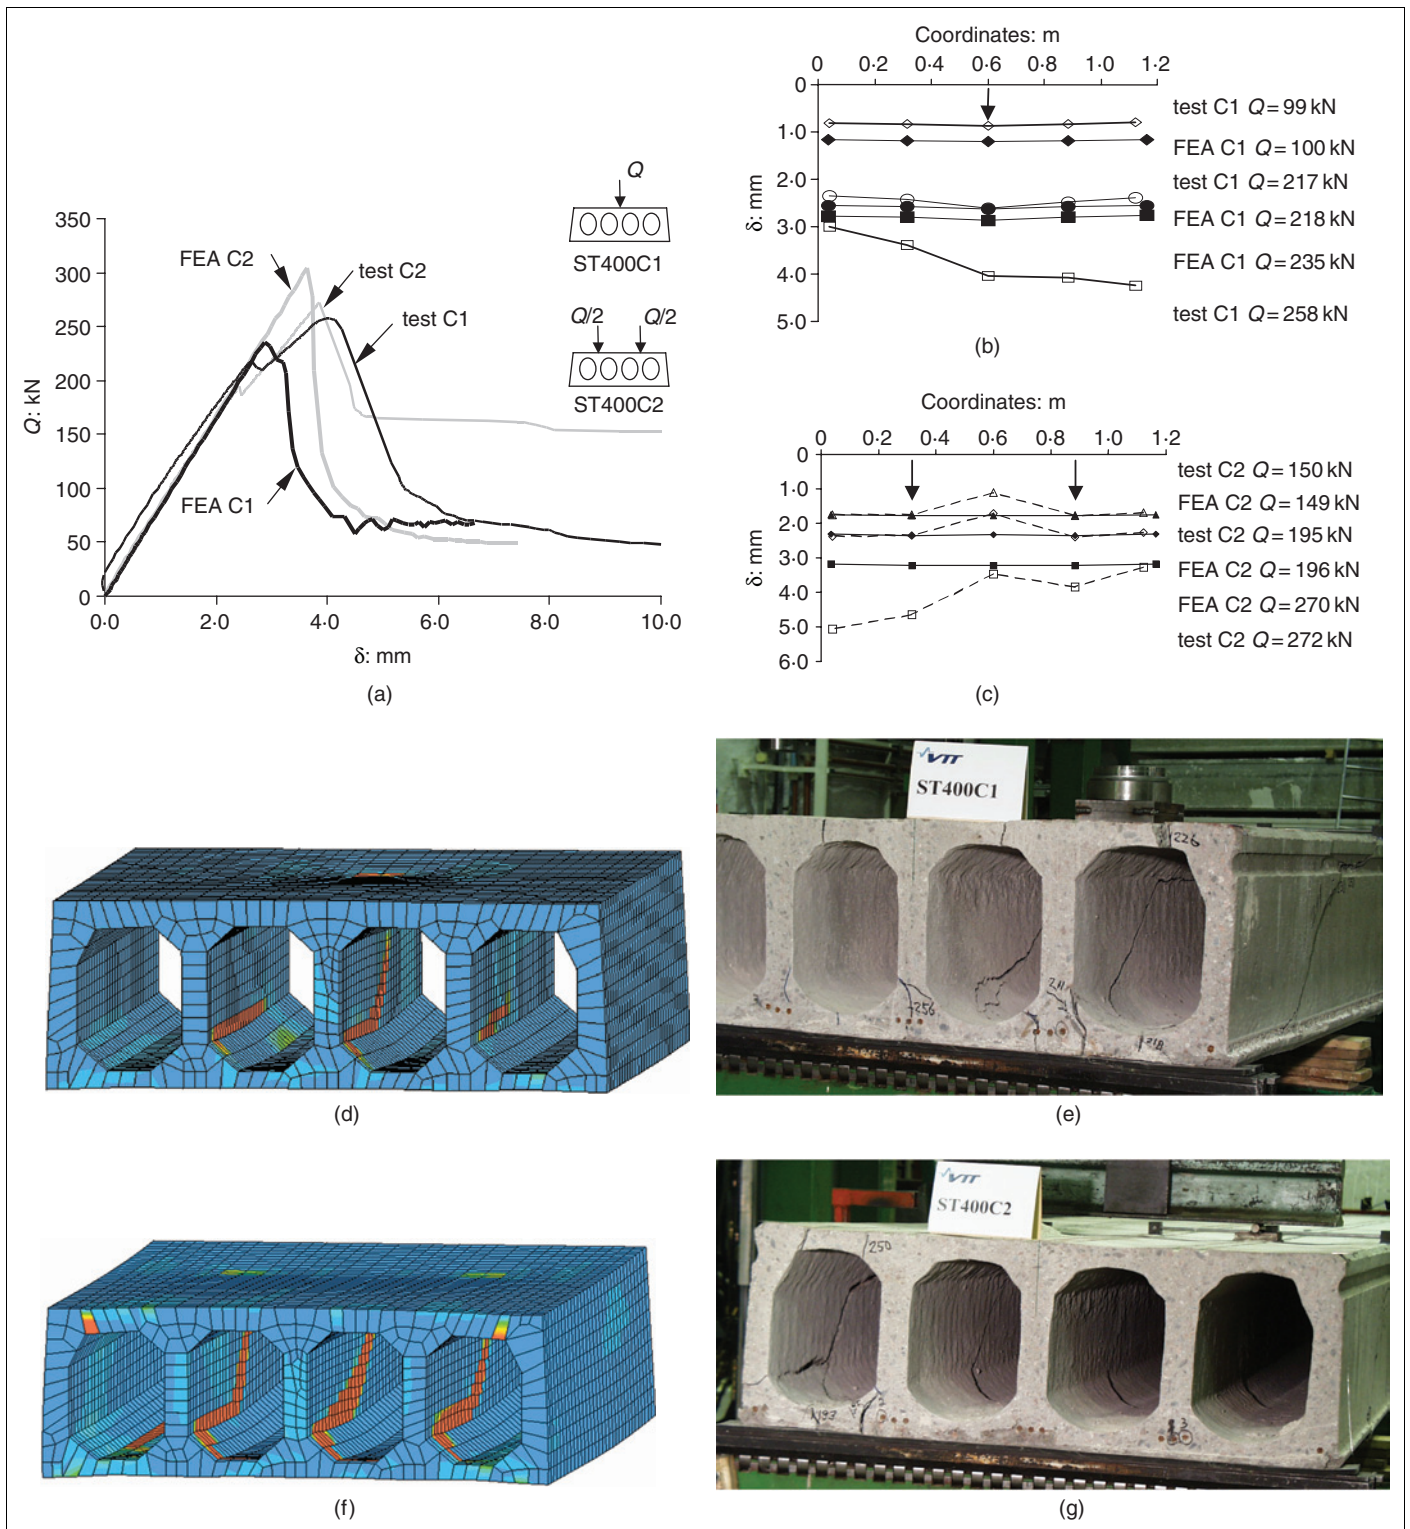 350
300
250
200
150
100
50
0
Q: kN
0·0
2·0
4·0
6·0
8·0
10·0
δ: mm
FEA C2
test C2
test C1
FEA C1
Q
ST400C1
Q/2
Q/2
ST400C2
(a)
Coordinates: m
0
0·2
0·4
0·6
0·8
1·0
1·2
0
1·0
2·0
3·0
4·0
5·0
δ: mm
test C1 Q = 99 kN
FEA C1 Q = 100 kN
test C1 Q = 217 kN
FEA C1 Q = 218 kN
FEA C1 Q = 235 kN
test C1 Q = 258 kN
(b)
Coordinates: m
0
0·2
0·4
0·6
0·8
1·0
1·2
0
1·0
2·0
3·0
4·0
5·0
6·0
δ: mm
test C2 Q = 150 kN
FEA C2 Q = 149 kN
test C2 Q = 195 kN
FEA C2 Q = 196 kN
FEA C2 Q = 270 kN
test C2 Q = 272 kN
(c)
(d)
VTT
ST400C1
226
256
218
(e)
(f)
VTT
ST400C2
250
193
(g)